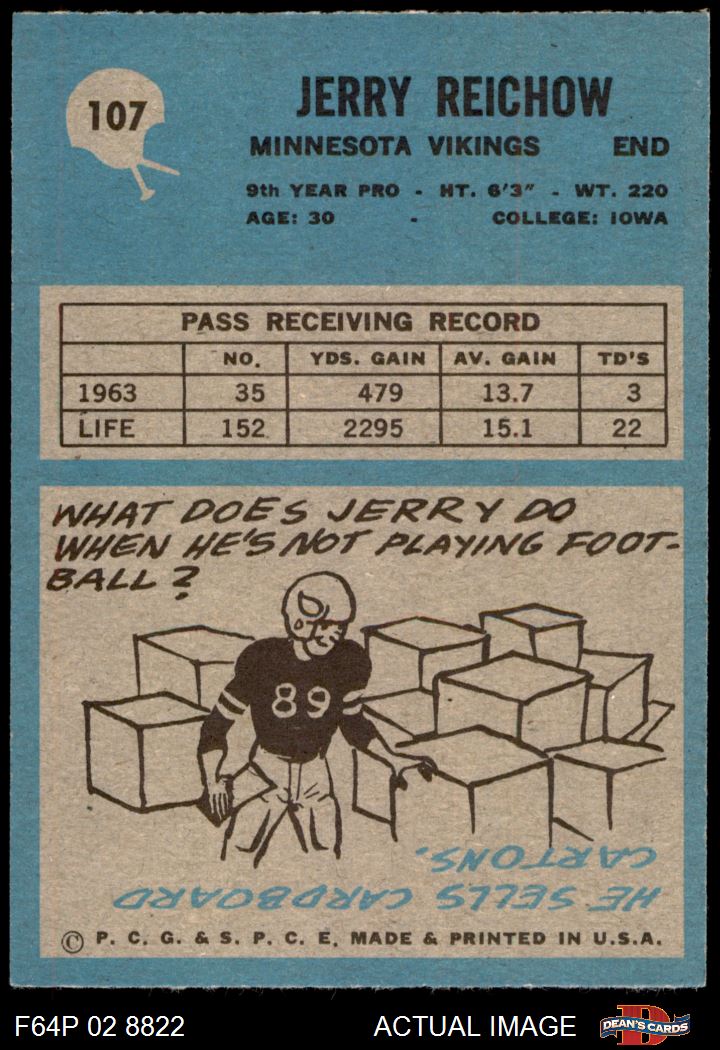 107
JERRY REICHOW
MINNESOTA VIKINGS END
9th YEAR PRO - HT. 6'3" - WT. 220
AGE: 30 - COLLEGE: IOWA
PASS RECEIVING RECORD
NO. YDS. GAIN AV. GAIN TD'S
1963 35 479 13.7 3
LIFE 152 2295 15.1 22
WHAT DOES JERRY DO
WHEN HE'S NOT PLAYING FOOT-
BALL?
89
HE SELLS CARDBOARD
CARTONS.
© P. C. G. & S. P. C. E. MADE & PRINTED IN U.S.A.
F64P 02 8822 ACTUAL IMAGE
D
DEAN'S CARDS